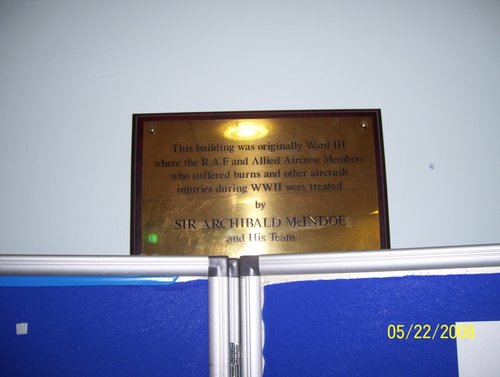 This building was originally Ward III
where the R.A.F and Allied Aircrew Members
who suffered burns and other aircrash
injuries during WWII were treated
by
SIR ARCHIBALD McINDOE
and His Team
05/22/2008